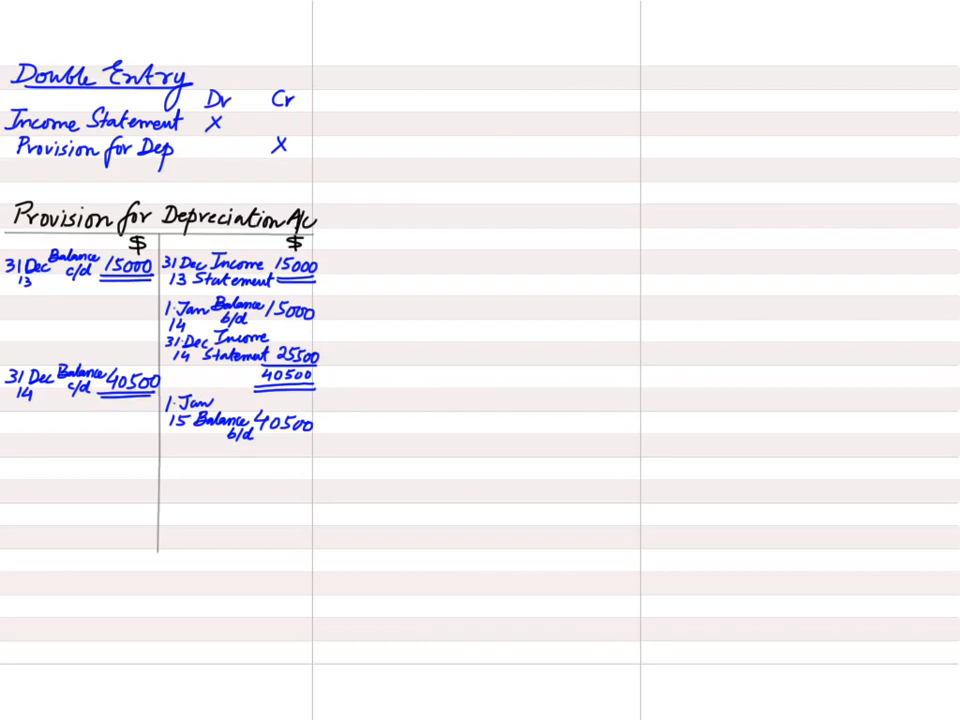 Double Entry
Dr Cr
Income Statement X
Provision for Dep X
Provision for Depreciation A/c
$ $
31 Dec Balance 15000 31 Dec Income 15000
13 c/d 13 Statement
1 Jan Balance 15000
14 b/d
31 Dec Income
14 Statement 25500
31 Dec Balance 40500 40500
14 c/d
1 Jan
15 Balance 40500
b/d